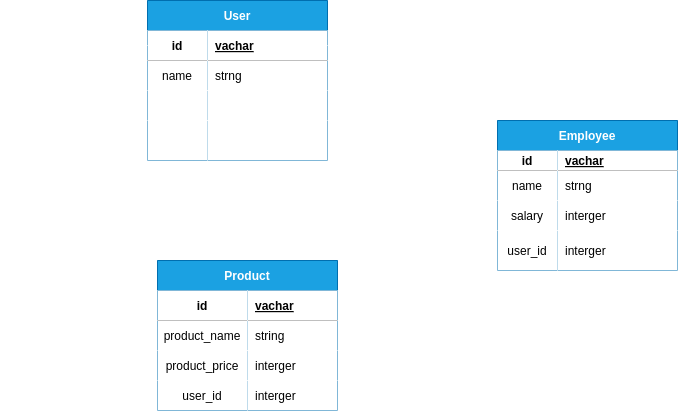 User
id vachar
name strng
Employee
id vachar
name strng
salary interger
user_id interger
Product
id vachar
product_name string
product_price interger
user_id interger